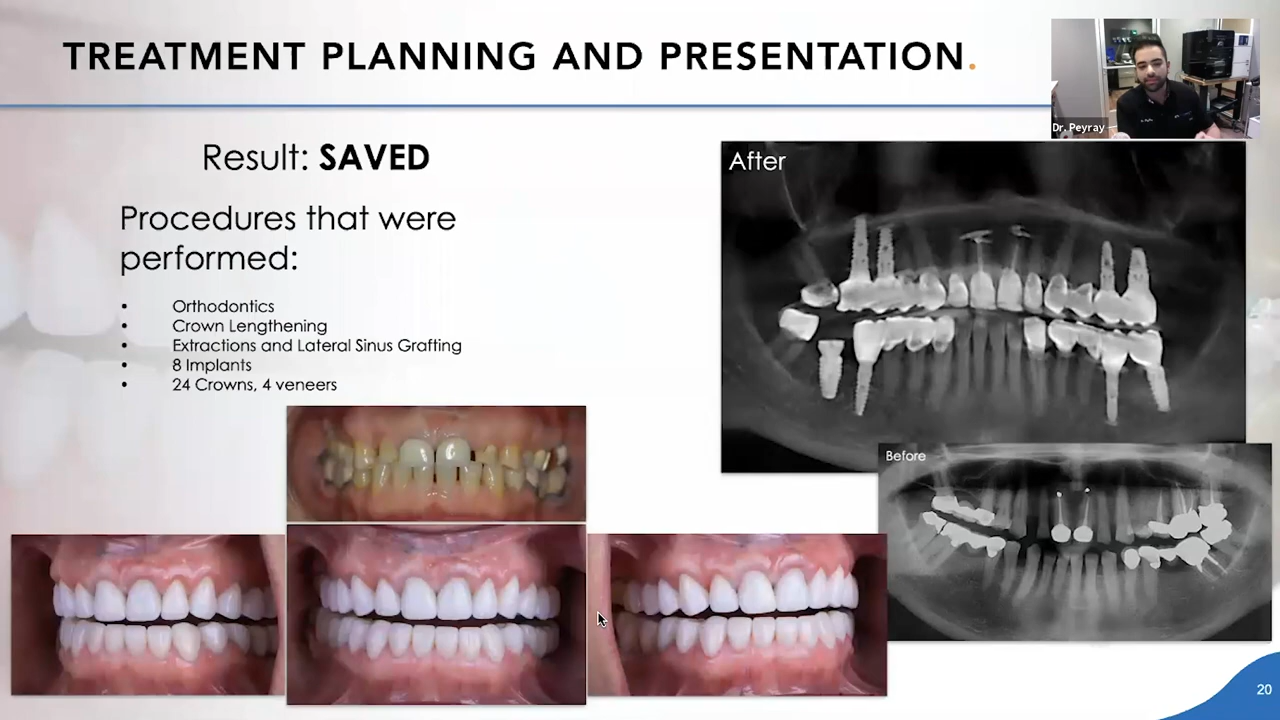 TREATMENT PLANNING AND PRESENTATION.
Dr. Peyray
Result: SAVED
Procedures that were
performed:
• Orthodontics
• Crown Lengthening
• Extractions and Lateral Sinus Grafting
• 8 Implants
• 24 Crowns, 4 veneers
After
Before
20